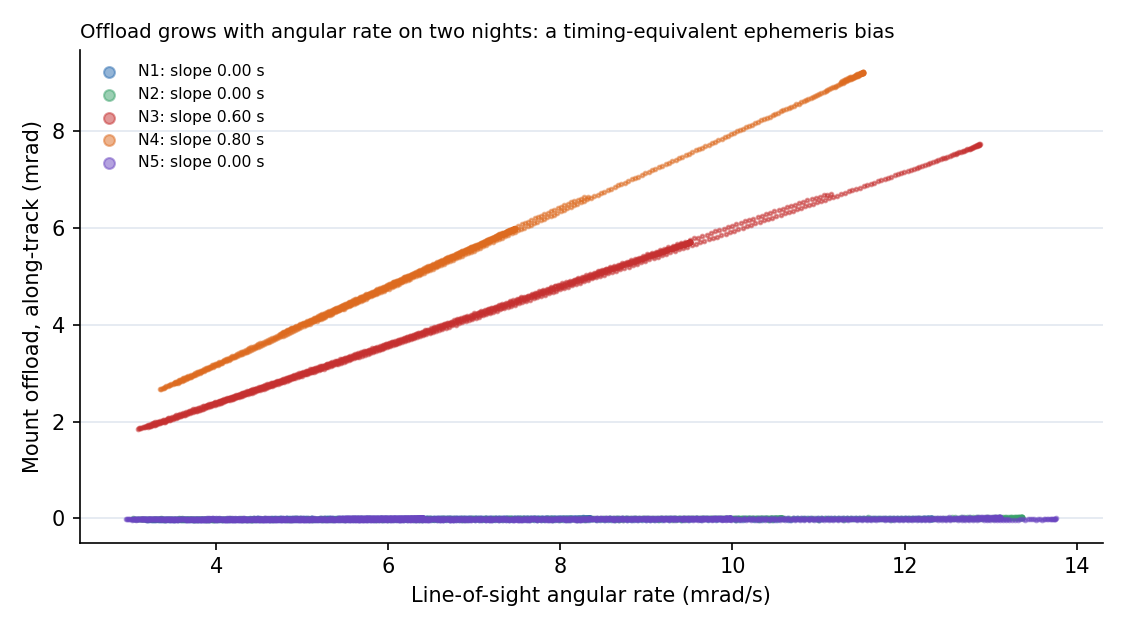 Offload grows with angular rate on two nights: a timing-equivalent ephemeris bias
N1: slope 0.00 s
N2: slope 0.00 s
N3: slope 0.60 s
N4: slope 0.80 s
N5: slope 0.00 s
Mount offload, along-track (mrad)
8
6
4
2
0
4 6 8 10 12 14
Line-of-sight angular rate (mrad/s)